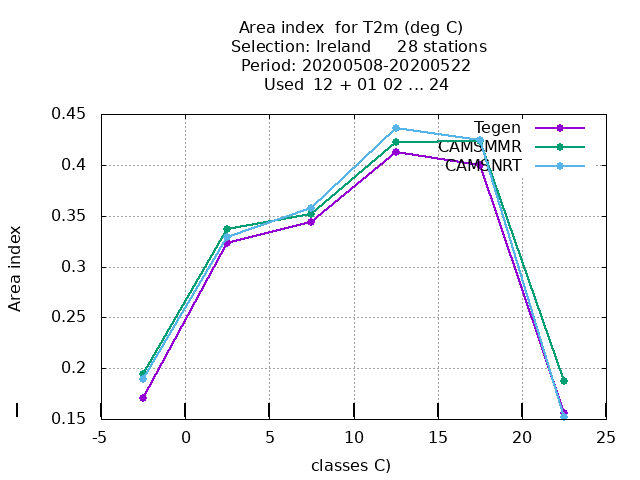 Area index  for T2m (deg C)
Selection: Ireland     28 stations
Period: 20200508-20200522
Used  12 + 01 02 ... 24
0.45
0.4
0.35
0.3
0.25
0.2
0.15
Area index
Tegen
CAMSMMR
CAMSNRT
-5 0 5 10 15 20 25
classes C)